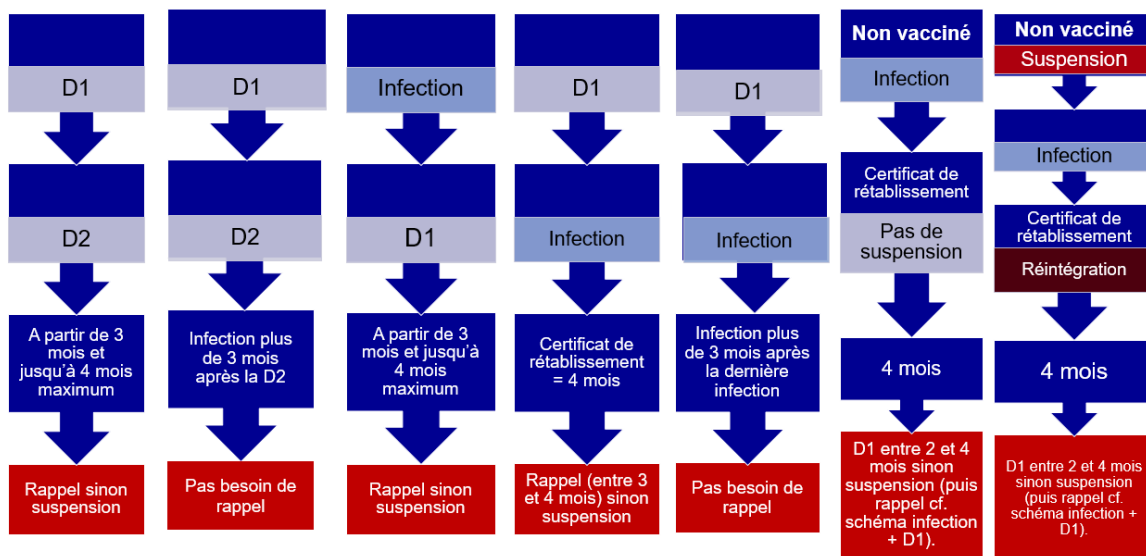 D1
D2
A partir de 3
mois et
jusqu'à 4 mois
maximum
Rappel sinon
suspension
D1
D2
Infection plus
de 3 mois
après la D2
Pas besoin de
rappel
Infection
D1
A partir de 3
mois et jusqu'à
4 mois
maximum
Rappel sinon
suspension
D1
Infection
Certificat de
rétablissement
= 4 mois
Rappel (entre 3
et 4 mois) sinon
suspension
D1
Infection
Infection plus
de 3 mois après
la dernière
infection
Pas besoin de
rappel
Non vacciné
Infection
Certificat de
rétablissement
Pas de
suspension
4 mois
D1 entre 2 et 4
mois sinon
suspension (puis
rappel cf.
schéma infection
+ D1).
Non vacciné
Suspension
Infection
Certificat de
rétablissement
Réintégration
4 mois
D1 entre 2 et 4 mois
sinon suspension
(puis rappel cf.
schéma infection +
D1).